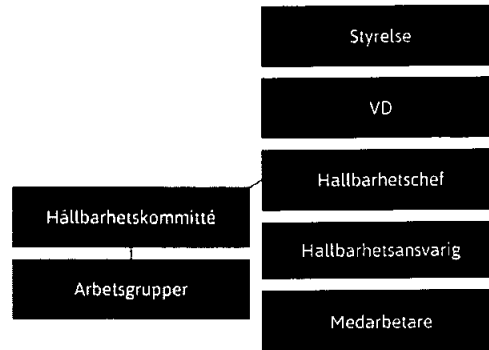 Styrelse
VD
Hallbarhetschef
Hållbarhetskommitté
Hallbarhetsansvarig
Arbetsgrupper
Medarbetare